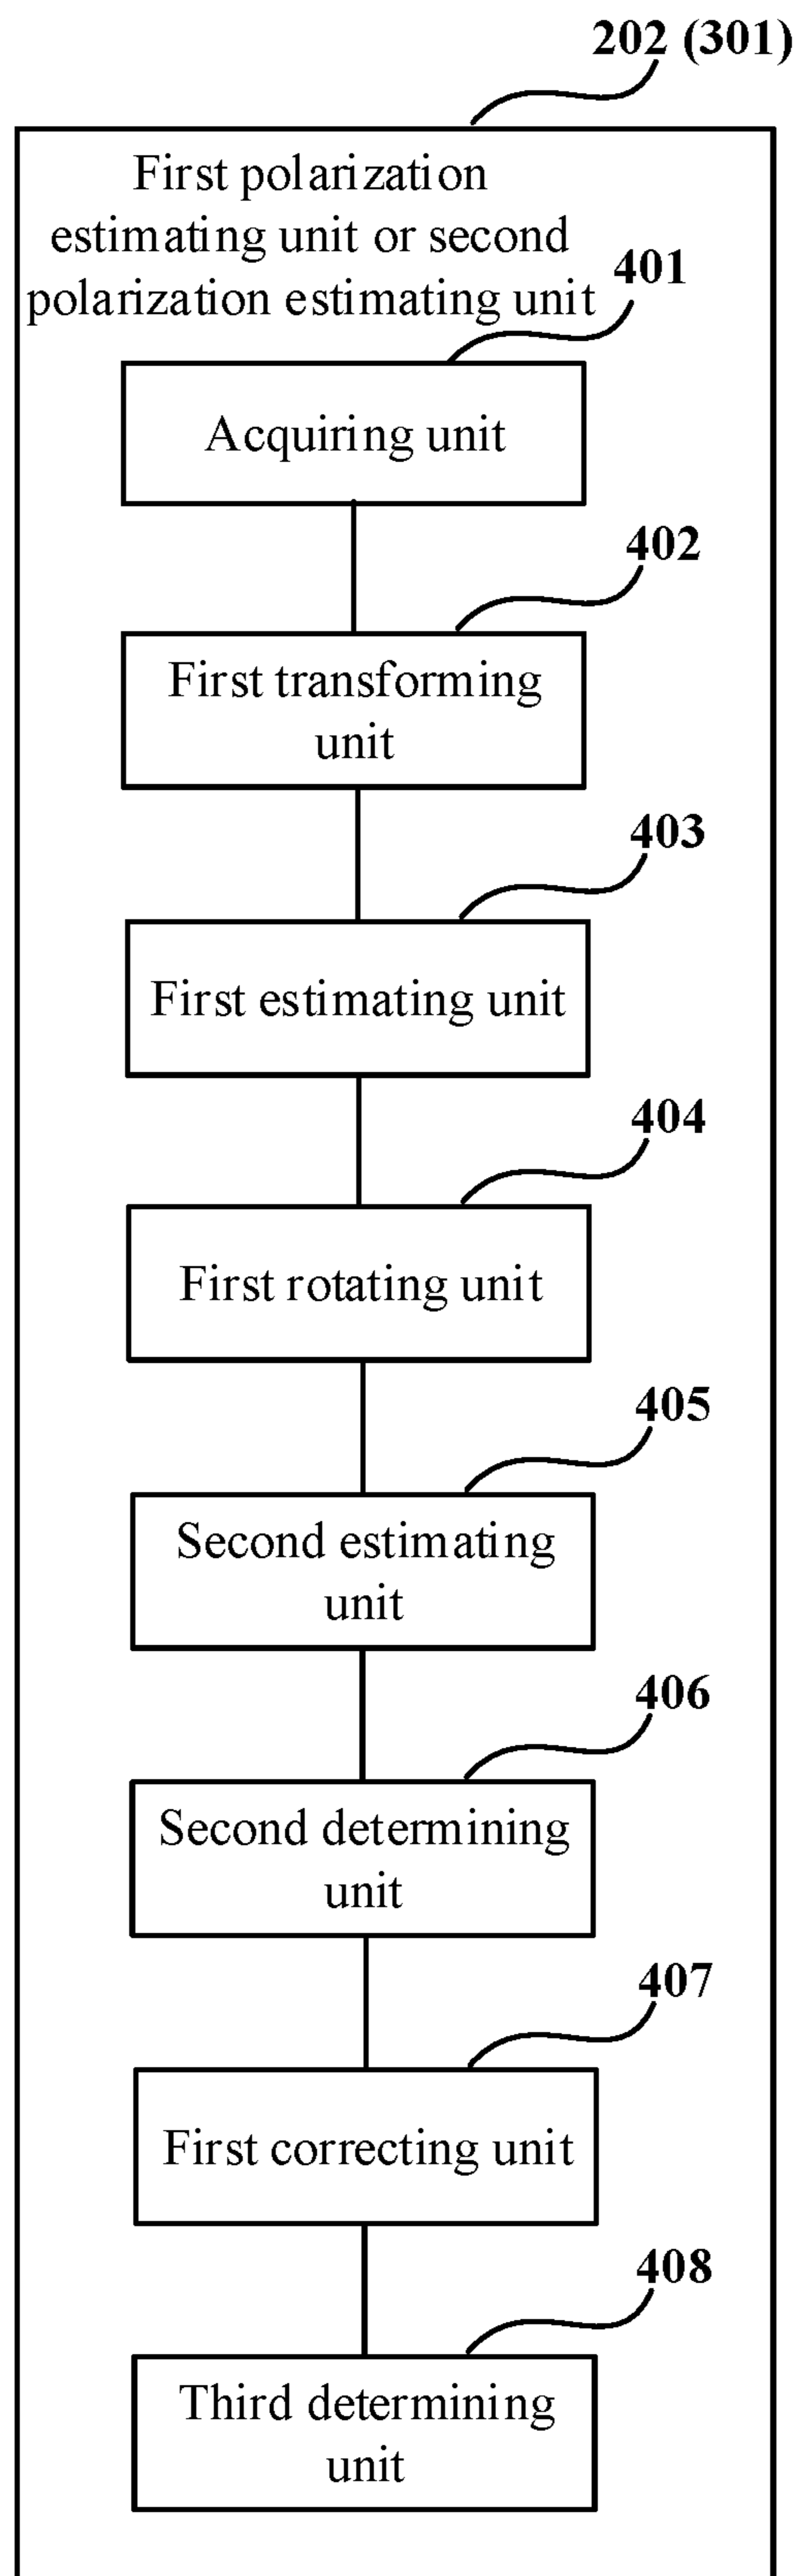 202 (301)
First polarization
estimating unit or second
polarization estimating unit
401
Acquiring unit
402
First transforming
unit
403
First estimating unit
404
First rotating unit
405
Second estimating
unit
406
Second determining
unit
407
First correcting unit
408
Third determining
unit